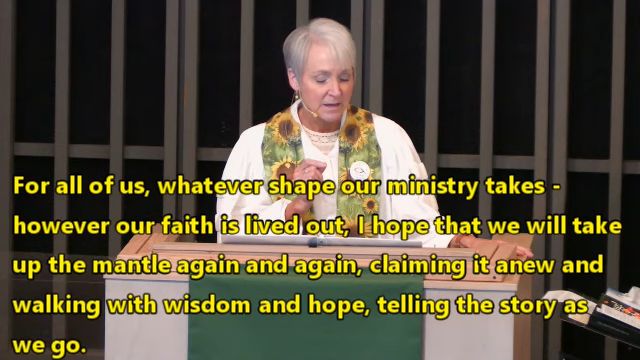 For all of us, whatever shape our ministry takes -
however our faith is lived out, I hope that we will take
up the mantle again and again, claiming it anew and
walking with wisdom and hope, telling the story as
we go.